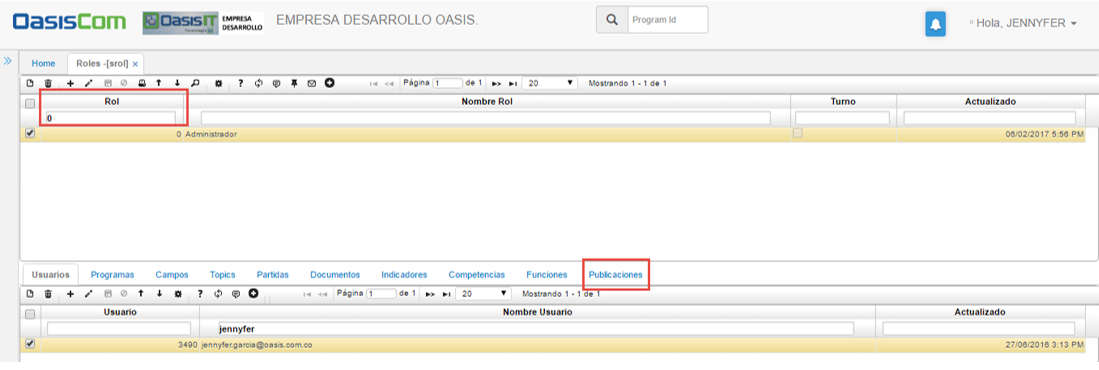 OasisCom OasisIT EMPRESA DESARROLLO EMPRESA DESARROLLO OASIS. Program Id Hola, JENNYFER
Home Roles -[srol] x
? Página 1 de 1 20 Mostrando 1 - 1 de 1
Rol Nombre Rol Turno Actualizado
0
0 Administrador 06/02/2017 5:56 PM
Usuarios Programas Campos Topics Partidas Documentos Indicadores Competencias Funciones Publicaciones
? Página 1 de 1 20 Mostrando 1 - 1 de 1
Usuario Nombre Usuario Actualizado
jennyfer
3490 jennyfer.garcia@oasis.com.co 27/06/2016 3:13 PM